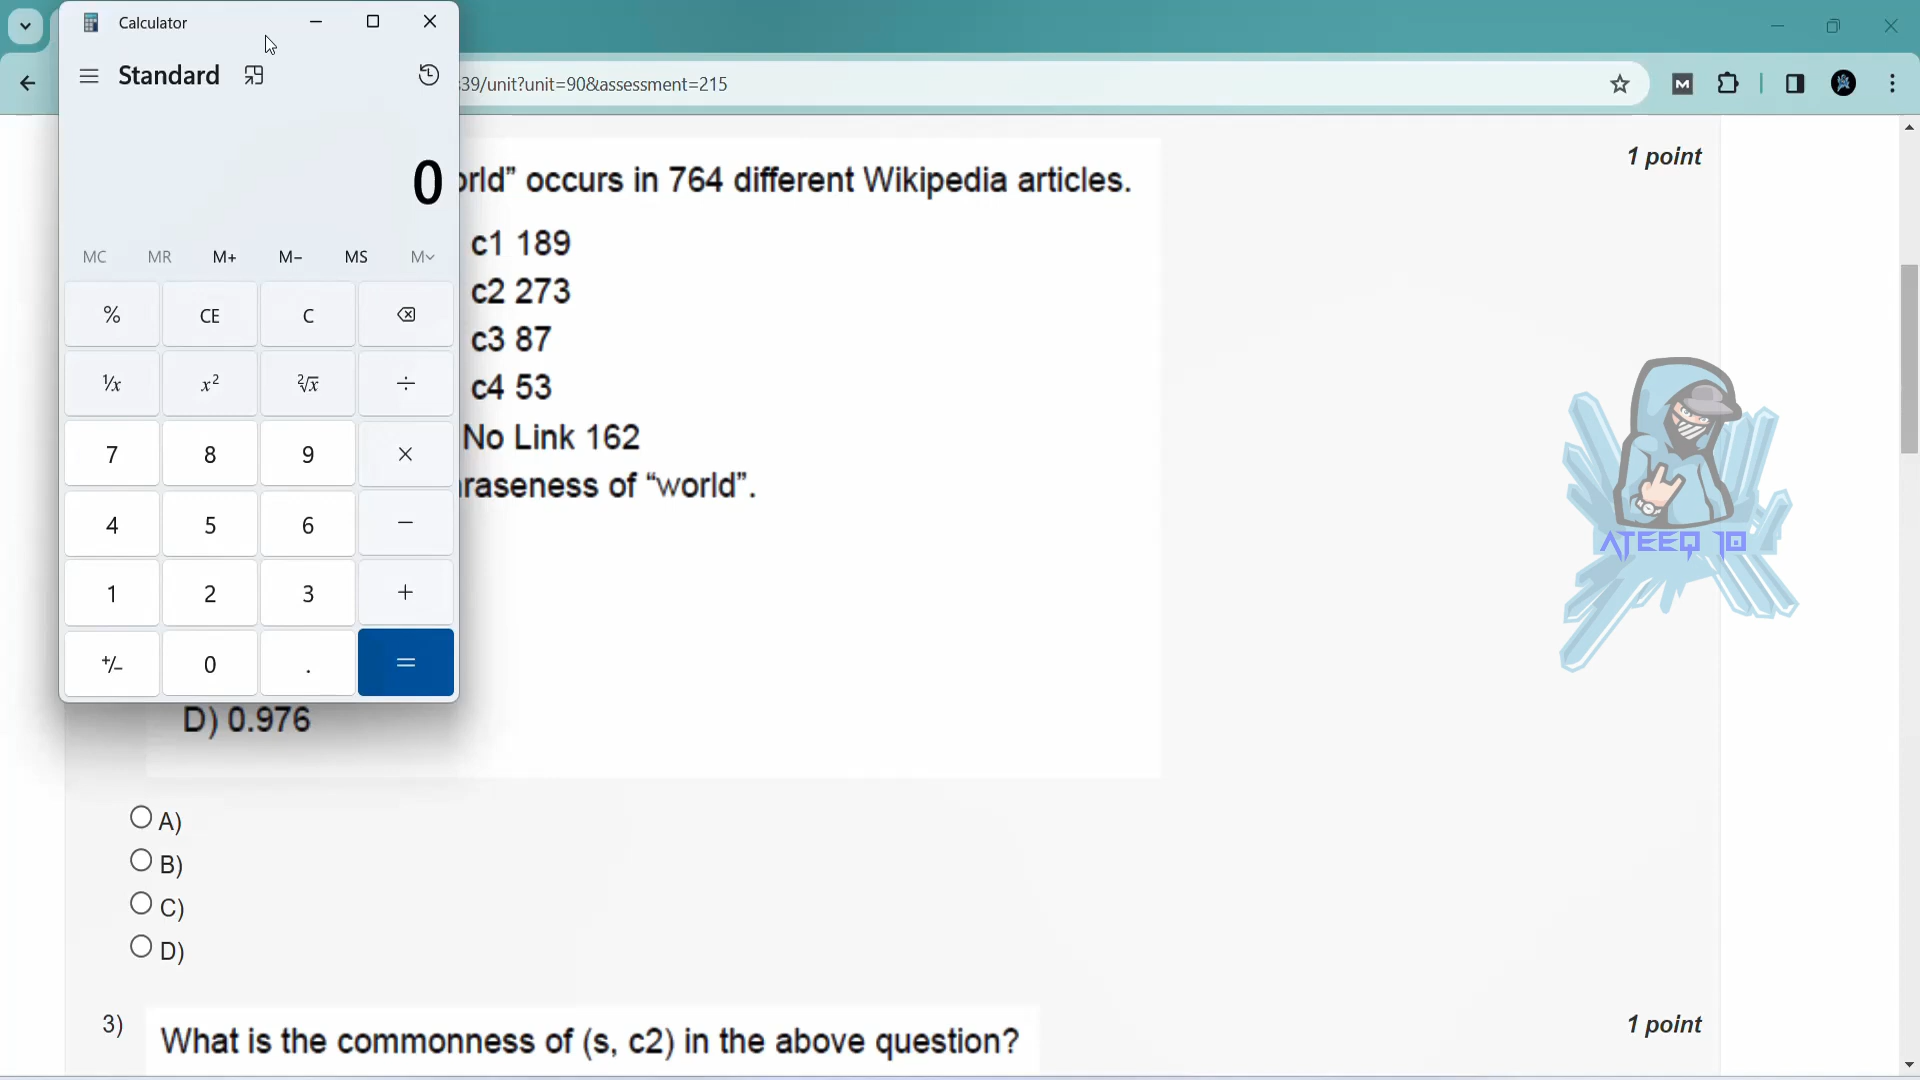 Calculator
Standard
0
MC MR M+ M- MS M
% CE C
¹/x x² ²√x ÷
7 8 9 ×
4 5 6 −
1 2 3 +
+/− 0 . =
39/unit?unit=90&assessment=215
M
1 point
orld” occurs in 764 different Wikipedia articles.
c1 189
c2 273
c3 87
c4 53
No Link 162
raseness of “world”.
D) 0.976
ATEEQ 10
A)
B)
C)
D)
3)
What is the commonness of (s, c2) in the above question?
1 point